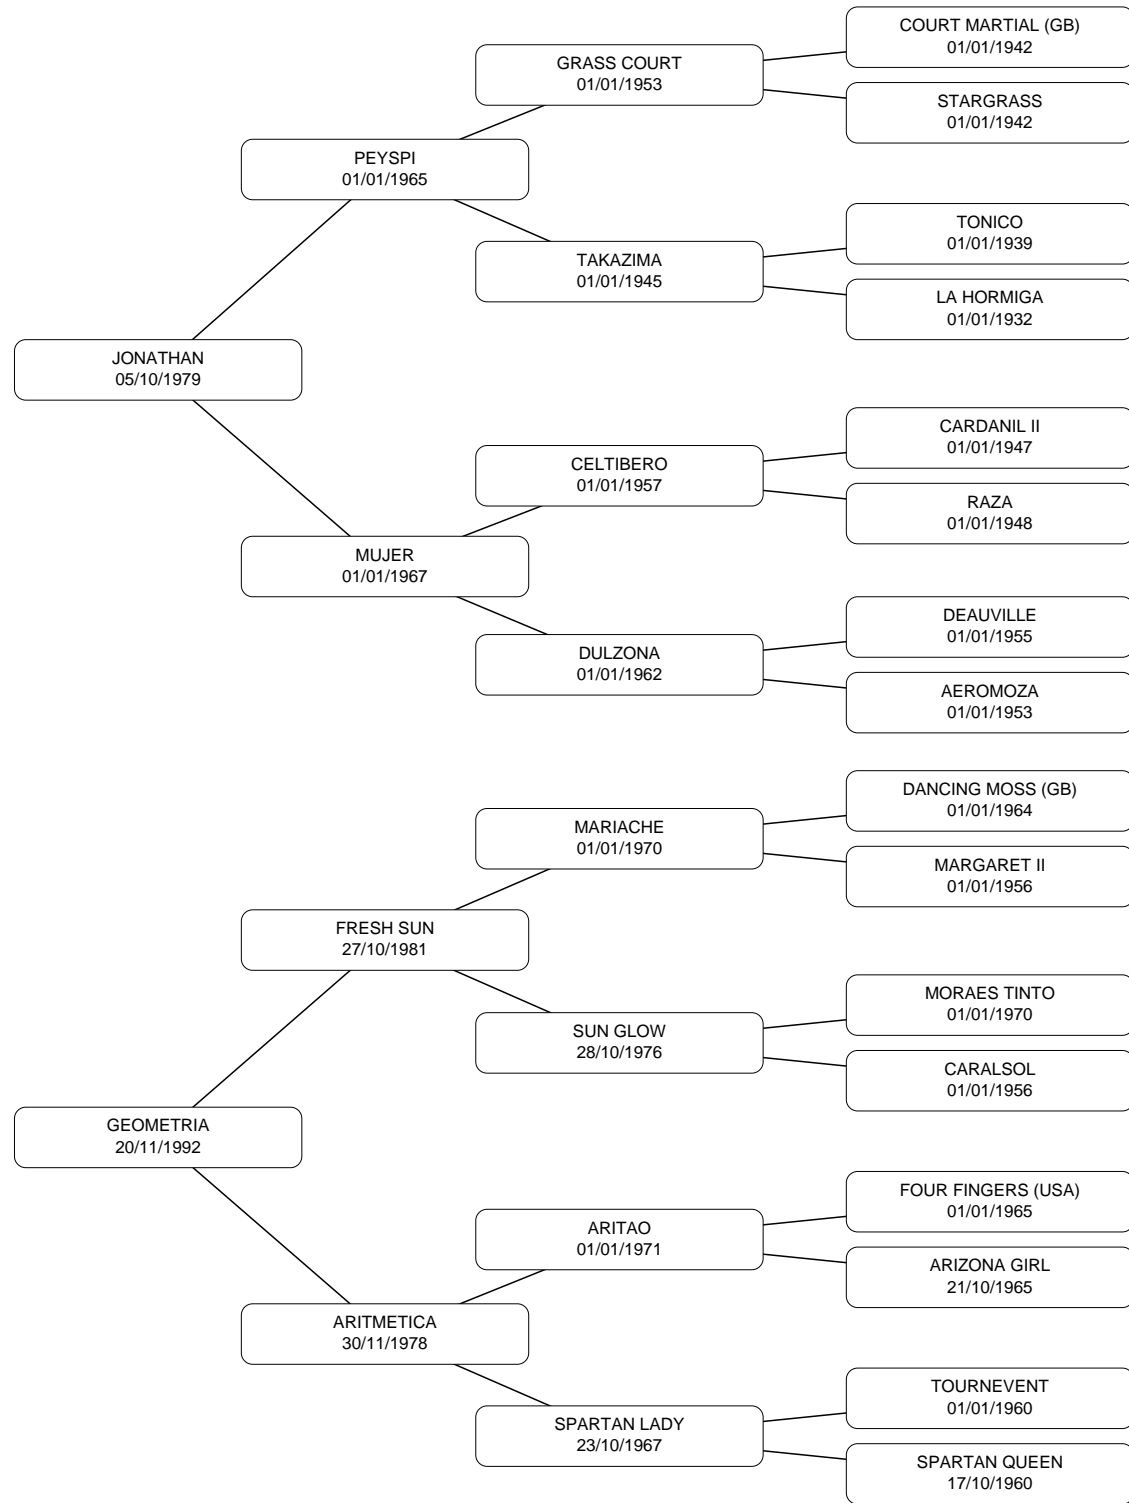 COURT MARTIAL (GB)
01/01/1942
GRASS COURT
01/01/1953
STARGRASS
01/01/1942
PEYSPI
01/01/1965
TONICO
01/01/1939
TAKAZIMA
01/01/1945
LA HORMIGA
01/01/1932
JONATHAN
05/10/1979
CARDANIL II
01/01/1947
CELTIBERO
01/01/1957
RAZA
01/01/1948
MUJER
01/01/1967
DEAUVILLE
01/01/1955
DULZONA
01/01/1962
AEROMOZA
01/01/1953
DANCING MOSS (GB)
01/01/1964
MARIACHE
01/01/1970
MARGARET II
01/01/1956
FRESH SUN
27/10/1981
MORAES TINTO
01/01/1970
SUN GLOW
28/10/1976
CARALSOL
01/01/1956
GEOMETRIA
20/11/1992
FOUR FINGERS (USA)
01/01/1965
ARITAO
01/01/1971
ARIZONA GIRL
21/10/1965
ARITMETICA
30/11/1978
TOURNEVENT
01/01/1960
SPARTAN LADY
23/10/1967
SPARTAN QUEEN
17/10/1960